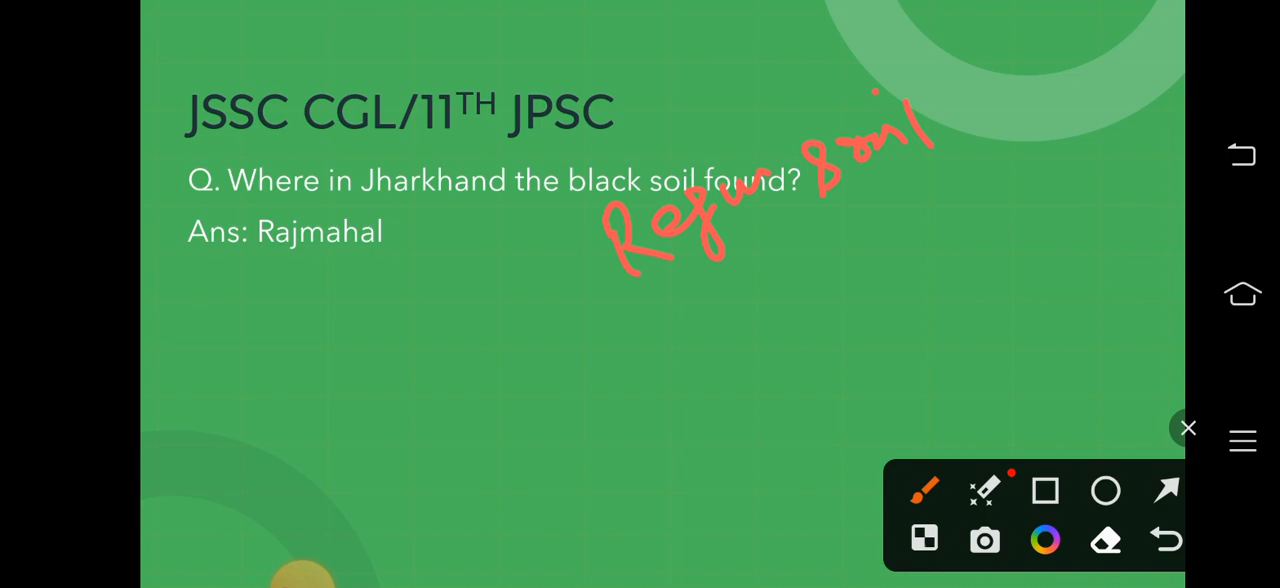 JSSC CGL/11TH JPSC
Q. Where in Jharkhand the black soil found?
Ans: Rajmahal
Regur Soil